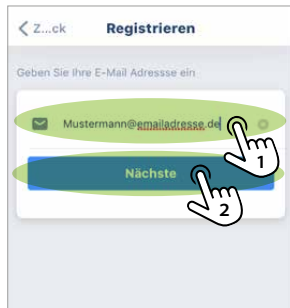 Z...ck Registrieren
Geben Sie Ihre E-Mail Adressse ein
Mustermann@emailadresse.de
1
Nächste
2